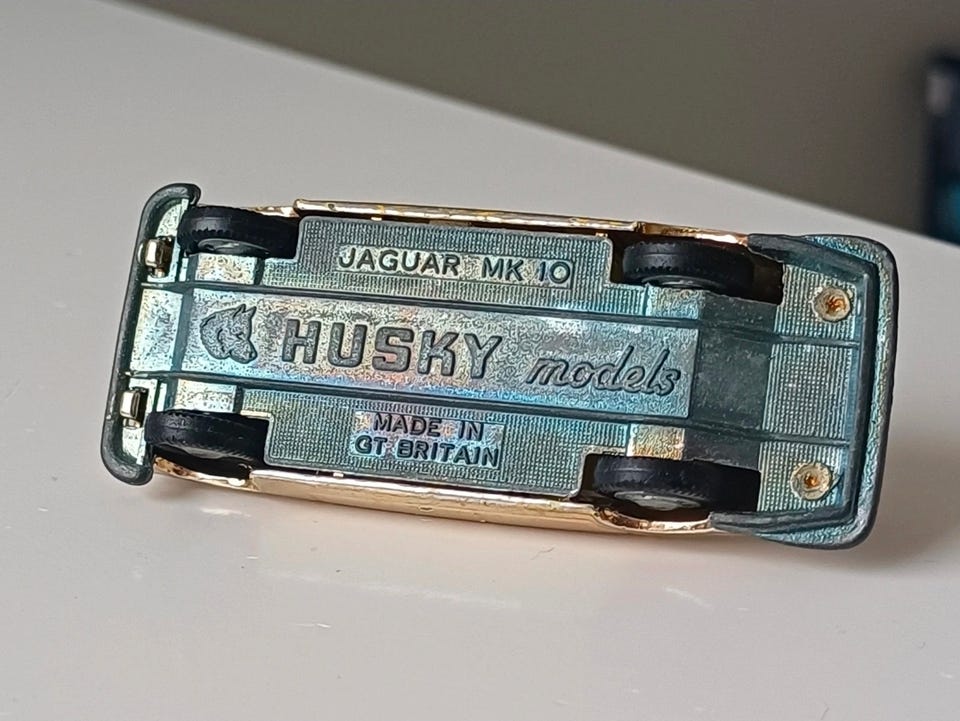 JAGUAR MK 10
HUSKY models
MADE IN
GT BRITAIN